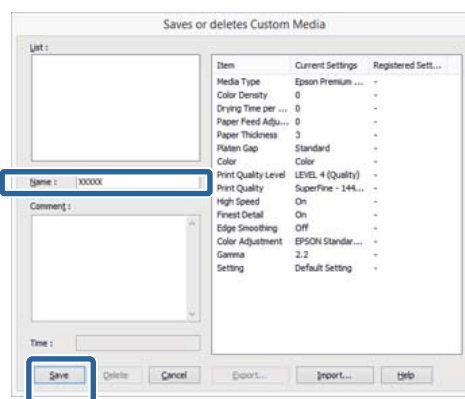 Saves or deletes Custom Media
List :
Name : XXXXX
Comment :
Time :
Item Current Settings Registered Sett...
Media Type Epson Premium ... -
Color Density 0 -
Drying Time per ... 0 -
Paper Feed Adju... 0 -
Paper Thickness 3 -
Platen Gap Standard -
Color Color -
Print Quality Level LEVEL 4 (Quality) -
Print Quality SuperFine - 144... -
High Speed On -
Finest Detail On -
Edge Smoothing Off -
Color Adjustment EPSON Standar... -
Gamma 2.2 -
Setting Default Setting -
Save Delete Cancel Export... Import... Help